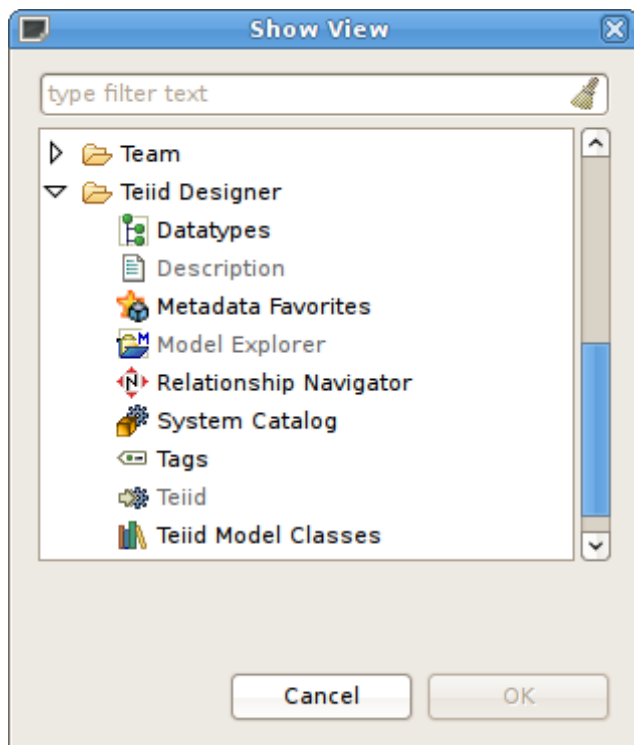 Show View
type filter text
Team
Teiid Designer
Datatypes
Description
Metadata Favorites
Model Explorer
Relationship Navigator
System Catalog
Tags
Teiid
Teiid Model Classes
Cancel OK